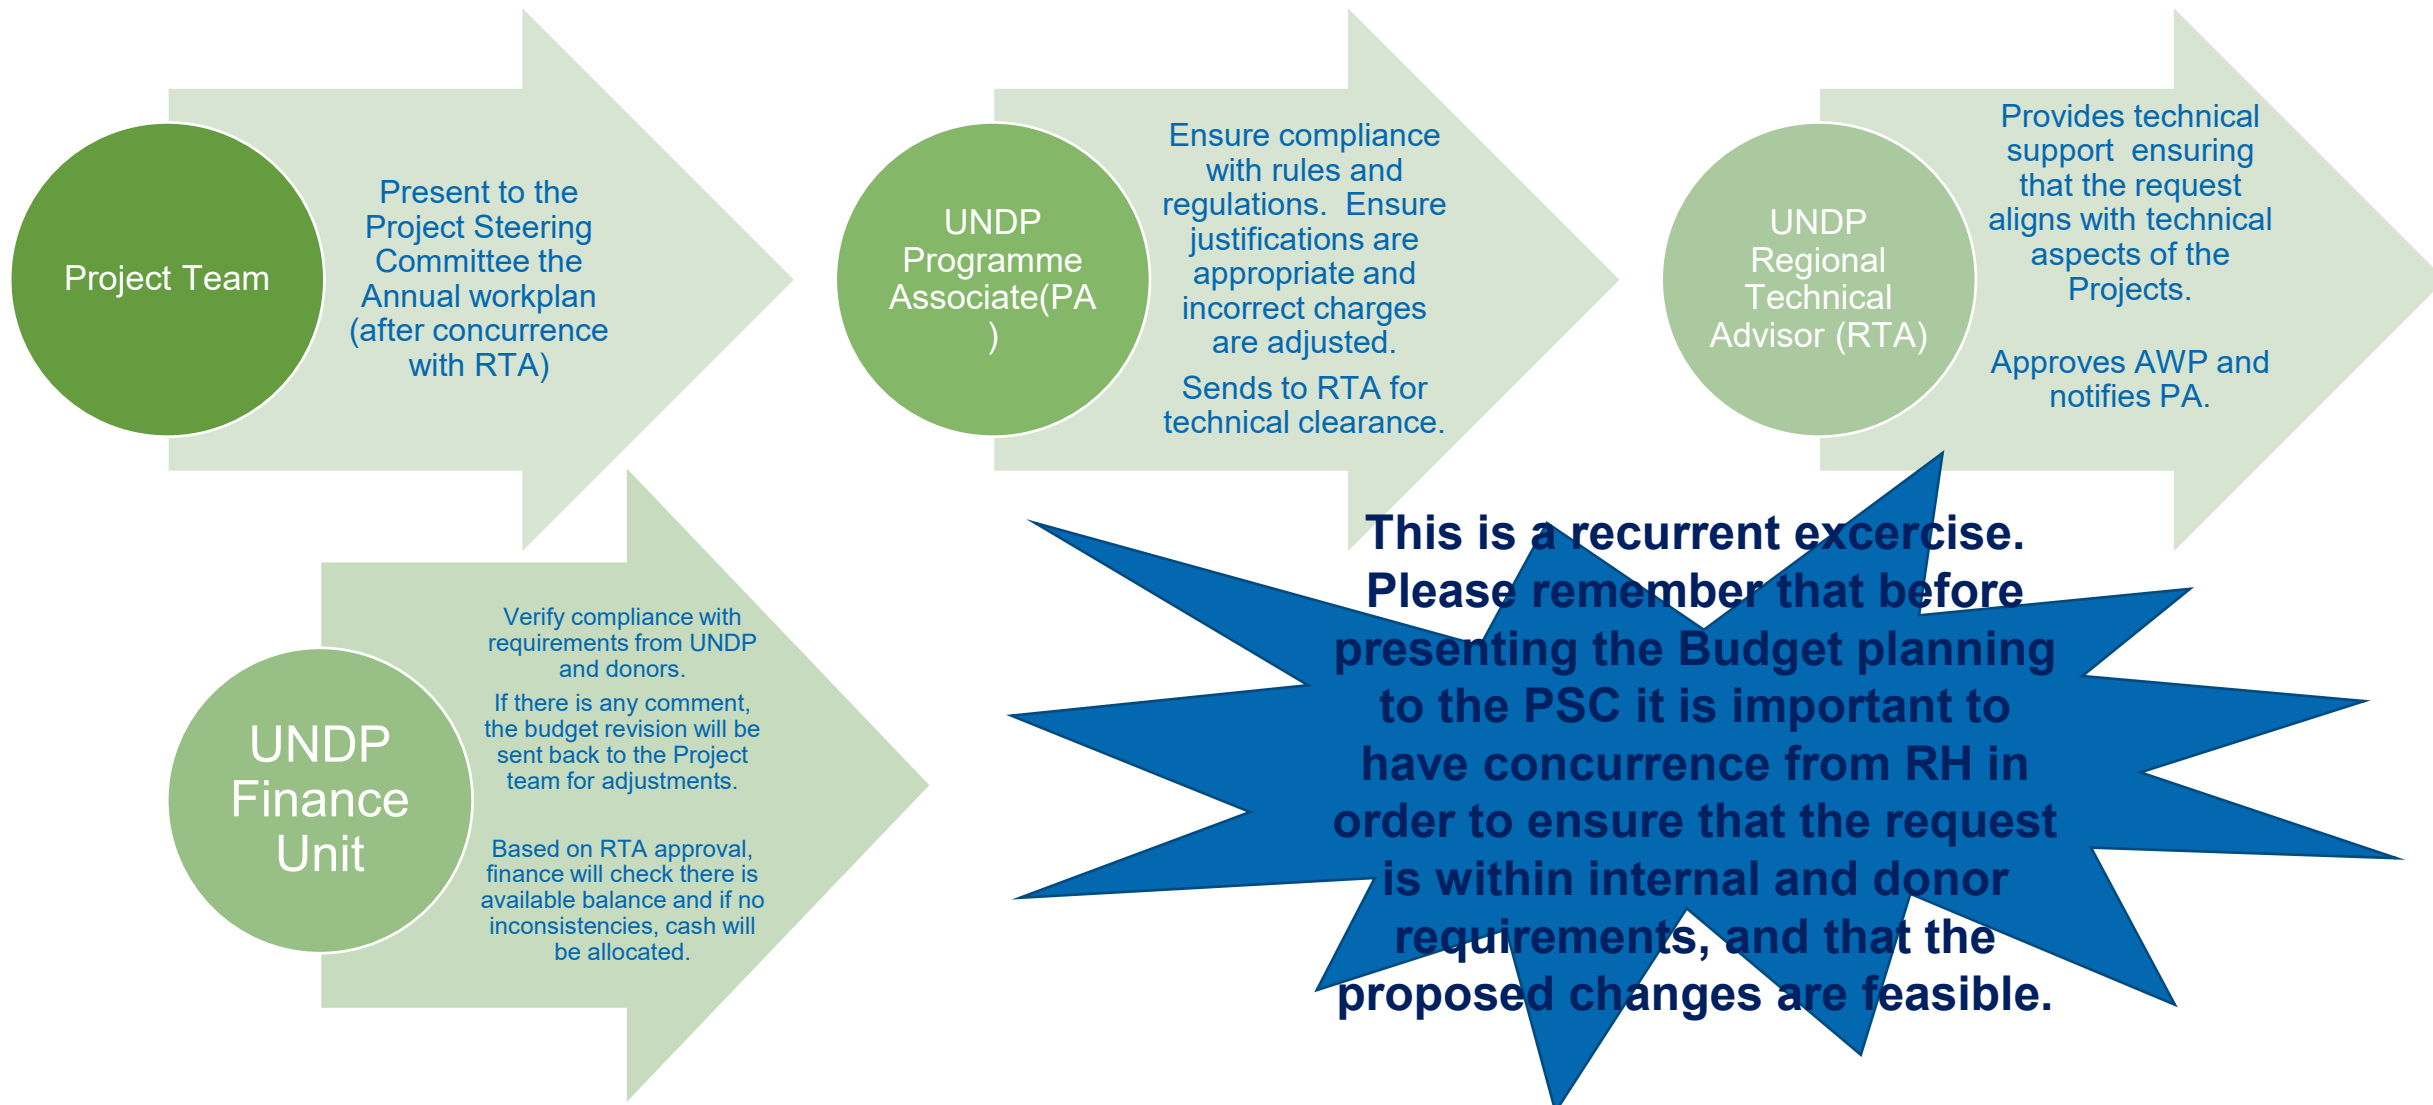 Project Team
Present to the
Project Steering
Committee the
Annual workplan
(after concurrence
with RTA)
UNDP
Programme
Associate(PA
)
Ensure compliance
with rules and
regulations.  Ensure
justifications are
appropriate and
incorrect charges
are adjusted.
Sends to RTA for
technical clearance.
UNDP
Regional
Technical
Advisor (RTA)
Provides technical
support  ensuring
that the request
aligns with technical
aspects of the
Projects.
Approves AWP and
notifies PA.
UNDP
Finance
Unit
Verify compliance with
requirements from UNDP
and donors.
If there is any comment,
the budget revision will be
sent back to the Project
team for adjustments.
Based on RTA approval,
finance will check there is
available balance and if no
inconsistencies, cash will
be allocated.
This is a recurrent excercise.
Please remember that before
presenting the Budget planning
to the PSC it is important to
have concurrence from RH in
order to ensure that the request
is within internal and donor
requirements, and that the
proposed changes are feasible.